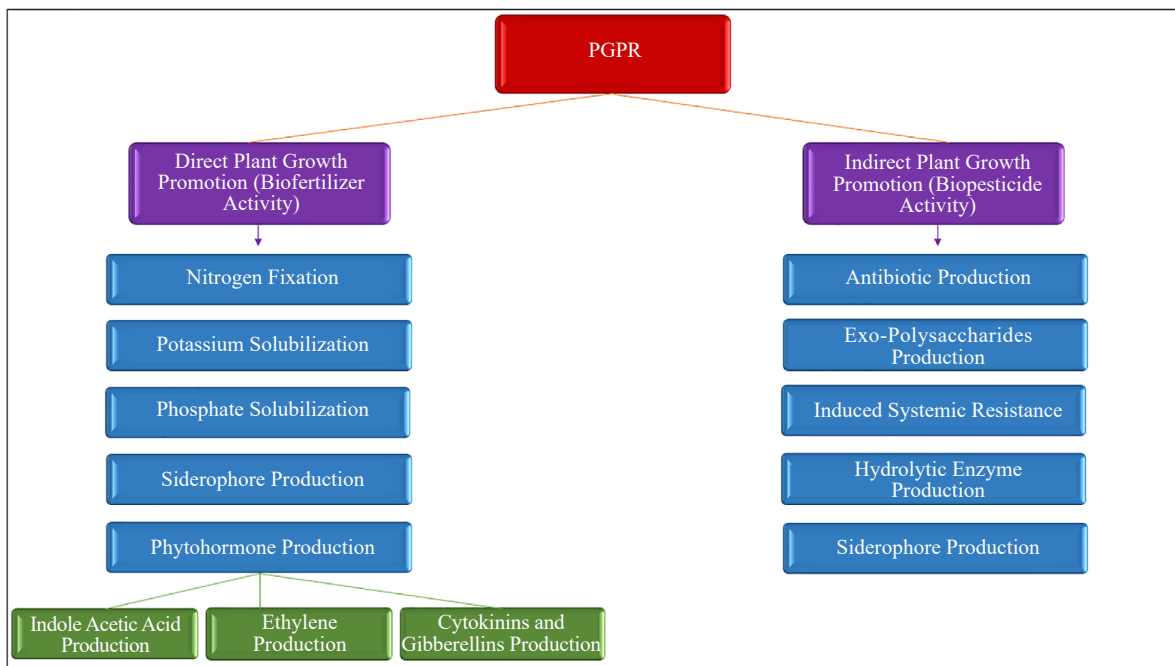 PGPR
Direct Plant Growth
Promotion (Biofertilizer
Activity)
Nitrogen Fixation
Potassium Solubilization
Phosphate Solubilization
Siderophore Production
Phytohormone Production
Indole Acetic Acid
Production
Ethylene
Production
Cytokinins and
Gibberellins Production
Indirect Plant Growth
Promotion (Biopesticide
Activity)
Antibiotic Production
Exo-Polysaccharides
Production
Induced Systemic Resistance
Hydrolytic Enzyme
Production
Siderophore Production